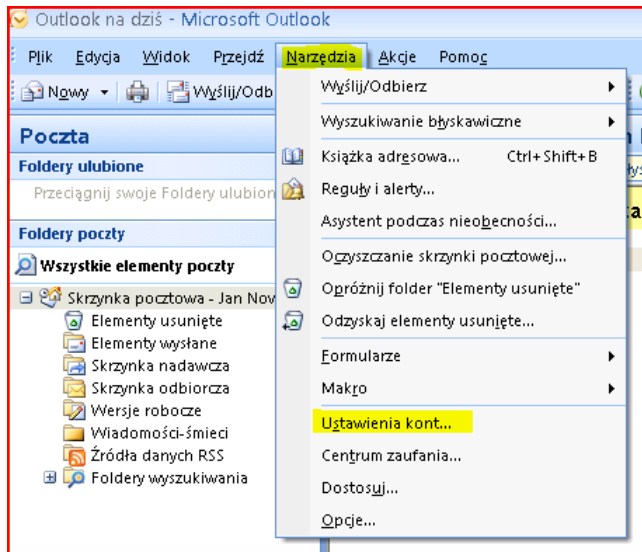 Outlook na dziś - Microsoft Outlook
Plik Edycja Widok Przejdź Narzędzia Akcje Pomoc
Nowy Wyślij/Odb
Wyślij/Odbierz
Wyszukiwanie błyskawiczne
Książka adresowa... Ctrl+Shift+B
Reguły i alerty...
Asystent podczas nieobecności...
Oczyszczanie skrzynki pocztowej...
Opróżnij folder "Elementy usunięte"
Odzyskaj elementy usunięte...
Formularze
Makro
Ustawienia kont...
Centrum zaufania...
Dostosuj...
Opcje...
Poczta
Foldery ulubione
Przeciągnij swoje Foldery ulubion
Foldery poczty
Wszystkie elementy poczty
Skrzynka pocztowa - Jan Nov
Elementy usunięte
Elementy wysłane
Skrzynka nadawcza
Skrzynka odbiorcza
Wersje robocze
Wiadomości-śmieci
Źródła danych RSS
Foldery wyszukiwania